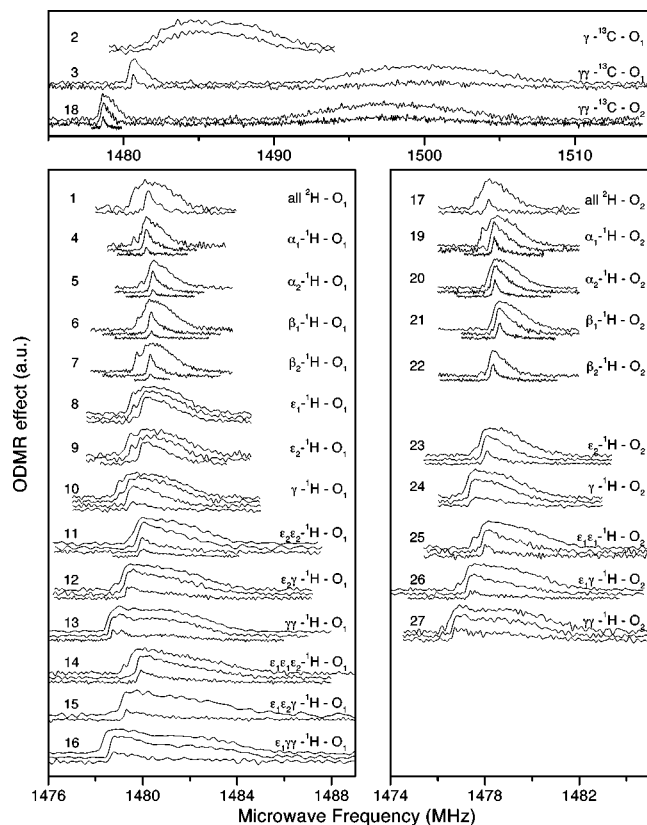 2 γ-¹³C - O₁
3 γγ-¹³C - O₁
18 γγ-¹³C - O₂
1480 1490 1500 1510
1 all ²H - O₁
4 α₁-¹H - O₁
5 α₂-¹H - O₁
6 β₁-¹H - O₁
7 β₂-¹H - O₁
8 ε₁-¹H - O₁
9 ε₂-¹H - O₁
10 γ-¹H - O₁
11 ε₂ε₂-¹H - O₁
12 ε₂γ-¹H - O₁
13 γγ-¹H - O₁
14 ε₁ε₁ε₂-¹H - O₁
15 ε₁ε₂γ-¹H - O₁
16 ε₁γγ-¹H - O₁
1476 1480 1484 1488
17 all ²H - O₂
19 α₁-¹H - O₂
20 α₂-¹H - O₂
21 β₁-¹H - O₂
22 β₂-¹H - O₂
23 ε₂-¹H - O₂
24 γ-¹H - O₂
25 ε₁ε₁-¹H - O₂
26 ε₁γ-¹H - O₂
27 γγ-¹H - O₂
1474 1478 1482
ODMR effect (a.u.)
Microwave Frequency (MHz)